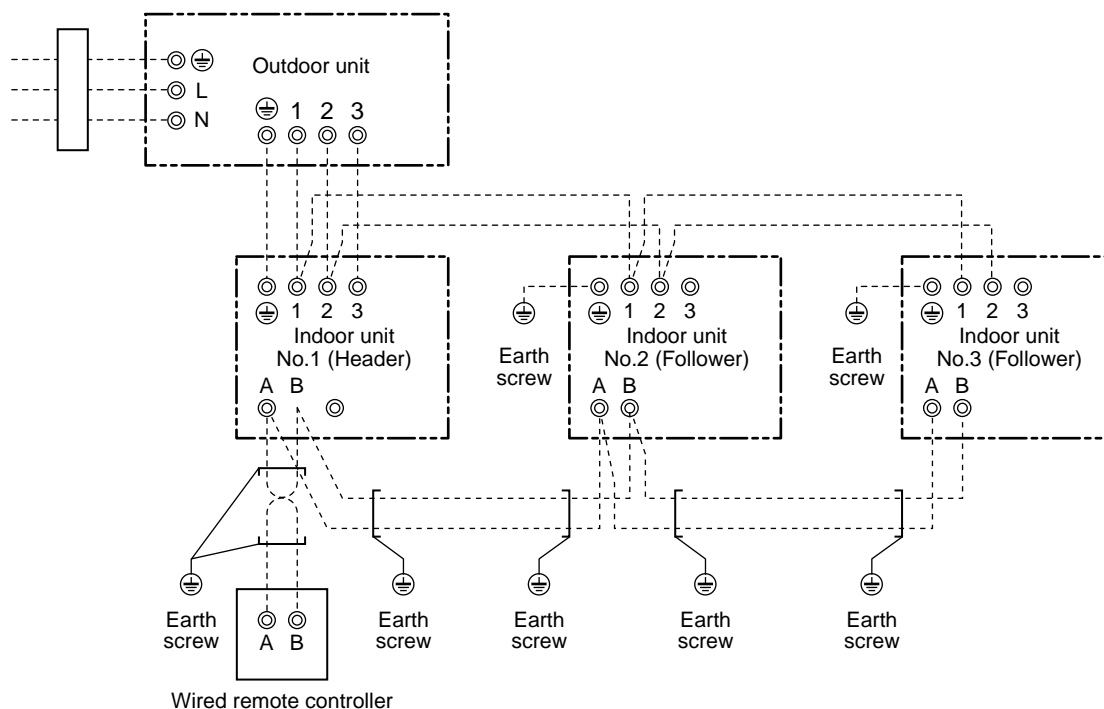 Outdoor unit
L
N
1 2 3
1 2 3
Indoor unit
No.1 (Header)
A B
1 2 3
Indoor unit
No.2 (Follower)
A B
1 2 3
Indoor unit
No.3 (Follower)
A B
Earth
screw
Earth
screw
Earth
screw
Earth
screw
Earth
screw
Earth
screw
Earth
screw
A B
Wired remote controller